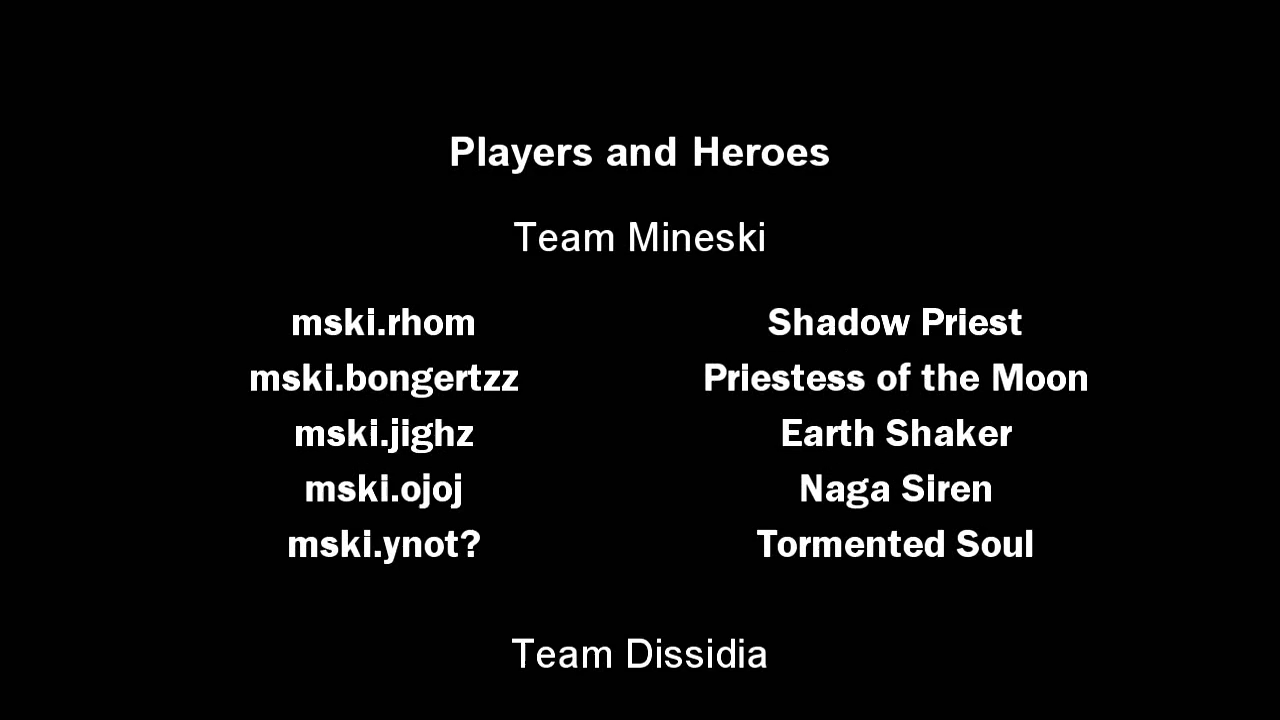 Players and Heroes
Team Mineski
mski.rhom Shadow Priest
mski.bongertzz Priestess of the Moon
mski.jighz Earth Shaker
mski.ojoj Naga Siren
mski.ynot? Tormented Soul
Team Dissidia